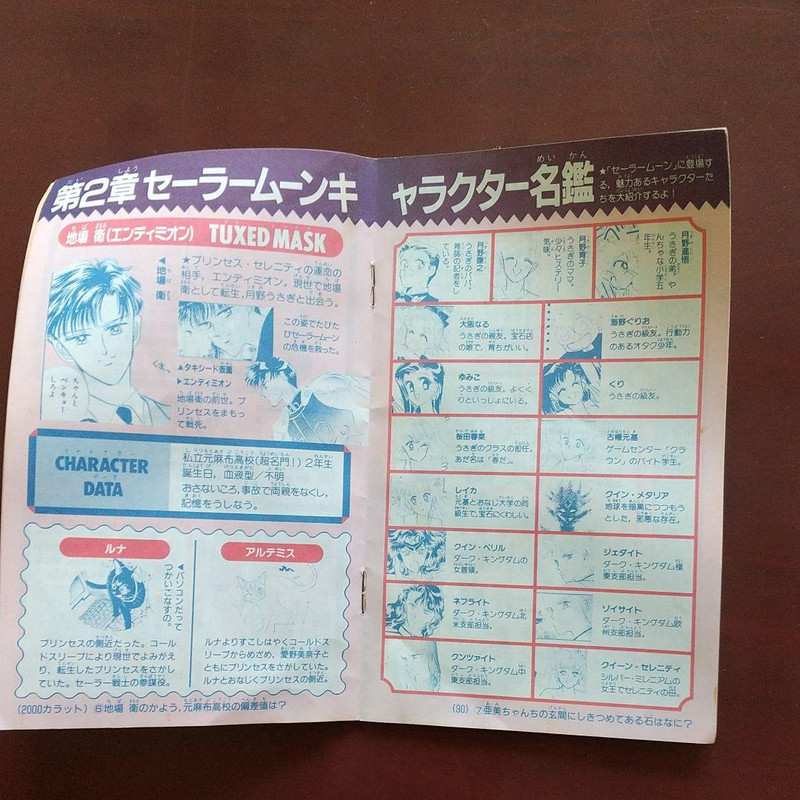 第2章 セーラームーンキャラクター名鑑
★「セーラームーン」に登場す
る、魅力あるキャラクターた
ちを大紹介するよ!
地場 衛(エンディミオン) TUXED MASK
◀地場 衛
★プリンセス・セレニティの運命の
相手、エンディミオン。現世で地場
衛として転生,月野うさぎと出会う。
この姿でたびた
びセーラームーン
の危機を救った。
▲タキシード仮面
▶エンディミオン
地場衛の前世。プ
リンセスをまもっ
て戦死。
ちゃんと
ベンキョー
しろよ
CHARACTER
DATA
私立元麻布高校(超名門!)2年生
誕生日,血液型/不明
おさないころ,事故で両親をなくし,
記憶をうしなう。
ルナ
◀パソコンだって
つかいこなすの。
プリンセスの側近だった。コール
ドスリープにより現世でよみがえ
り、転生したプリンセスをさがし
ていた。セーラー戦士の参謀役。
アルテミス
ルナよりすこしはやくコールドス
リープからめざめ、愛野美奈子と
ともにプリンセスをさがしていた。
ルナとおなじくプリンセスの側近。
(2000カラット) ⑥地場 衛のかよう,元麻布高校の偏差値は?
月野謙之
うさぎのパパ。
雑誌の記者をし
ている。
月野育子
うさぎのママ。
少々ヒステリー
気味。
月野進悟
うさぎの弟。や
んちゃな小学五
年生。
大阪なる
うさぎの親友。宝石店
の娘で、育ちがいい。
海野ぐりお
うさぎの級友。行動力
のあるオタク少年。
ゆみこ
うさぎの級友。よくく
りといっしょにいる。
くり
うさぎの級友。
桜田春菜
うさぎのクラスの担任。
あだ名は「春だ」。
古幡元基
ゲームセンター「クラ
ウン」のバイト学生。
レイカ
元基とおなじ大学の同
級生で,宝石にくわしい。
クイン・メタリア
地球を暗黒につつもう
とした、邪悪な存在。
クイン・ベリル
ダーク・キングダムの
女首領。
ジェダイト
ダーク・キングダム極
東支部担当。
ネフライト
ダーク・キングダム北
米支部担当。
ゾイサイト
ダーク・キングダム欧
州支部担当。
クンツァイト
ダーク・キングダム中
東支部担当。
クイーン・セレニティ
シルバー・ミレニアムの
女王でセレニティの母。
(90) 7亜美ちゃんちの玄関にしきつめてある石はなに?